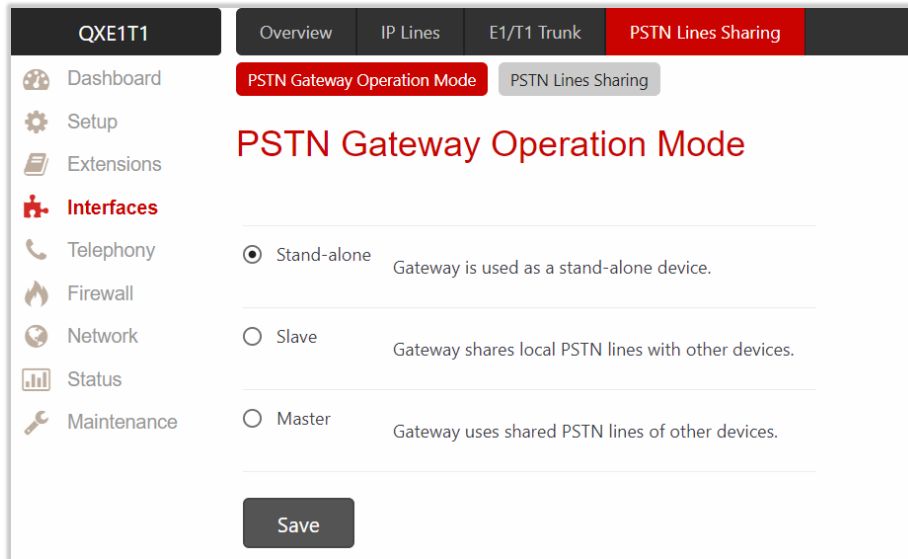 QXE1T1
Overview IP Lines E1/T1 Trunk PSTN Lines Sharing
PSTN Gateway Operation Mode PSTN Lines Sharing
Dashboard
Setup
Extensions
Interfaces
Telephony
Firewall
Network
Status
Maintenance
PSTN Gateway Operation Mode
Stand-alone Gateway is used as a stand-alone device.
Slave Gateway shares local PSTN lines with other devices.
Master Gateway uses shared PSTN lines of other devices.
Save